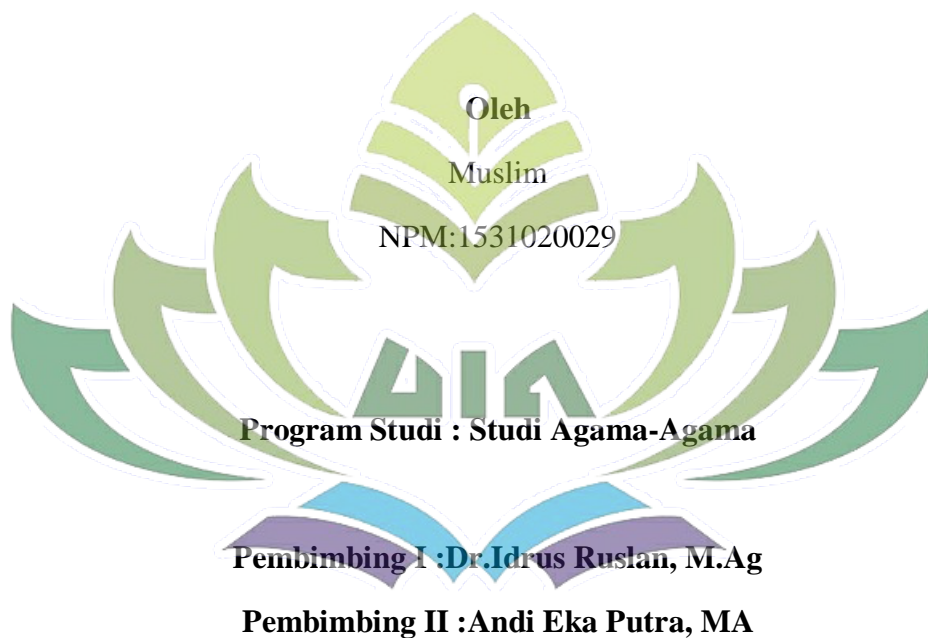 Oleh
Muslim
NPM:1531020029
UIN
Program Studi : Studi Agama-Agama
Pembimbing I :Dr.Idrus Ruslan, M.Ag
Pembimbing II :Andi Eka Putra, MA